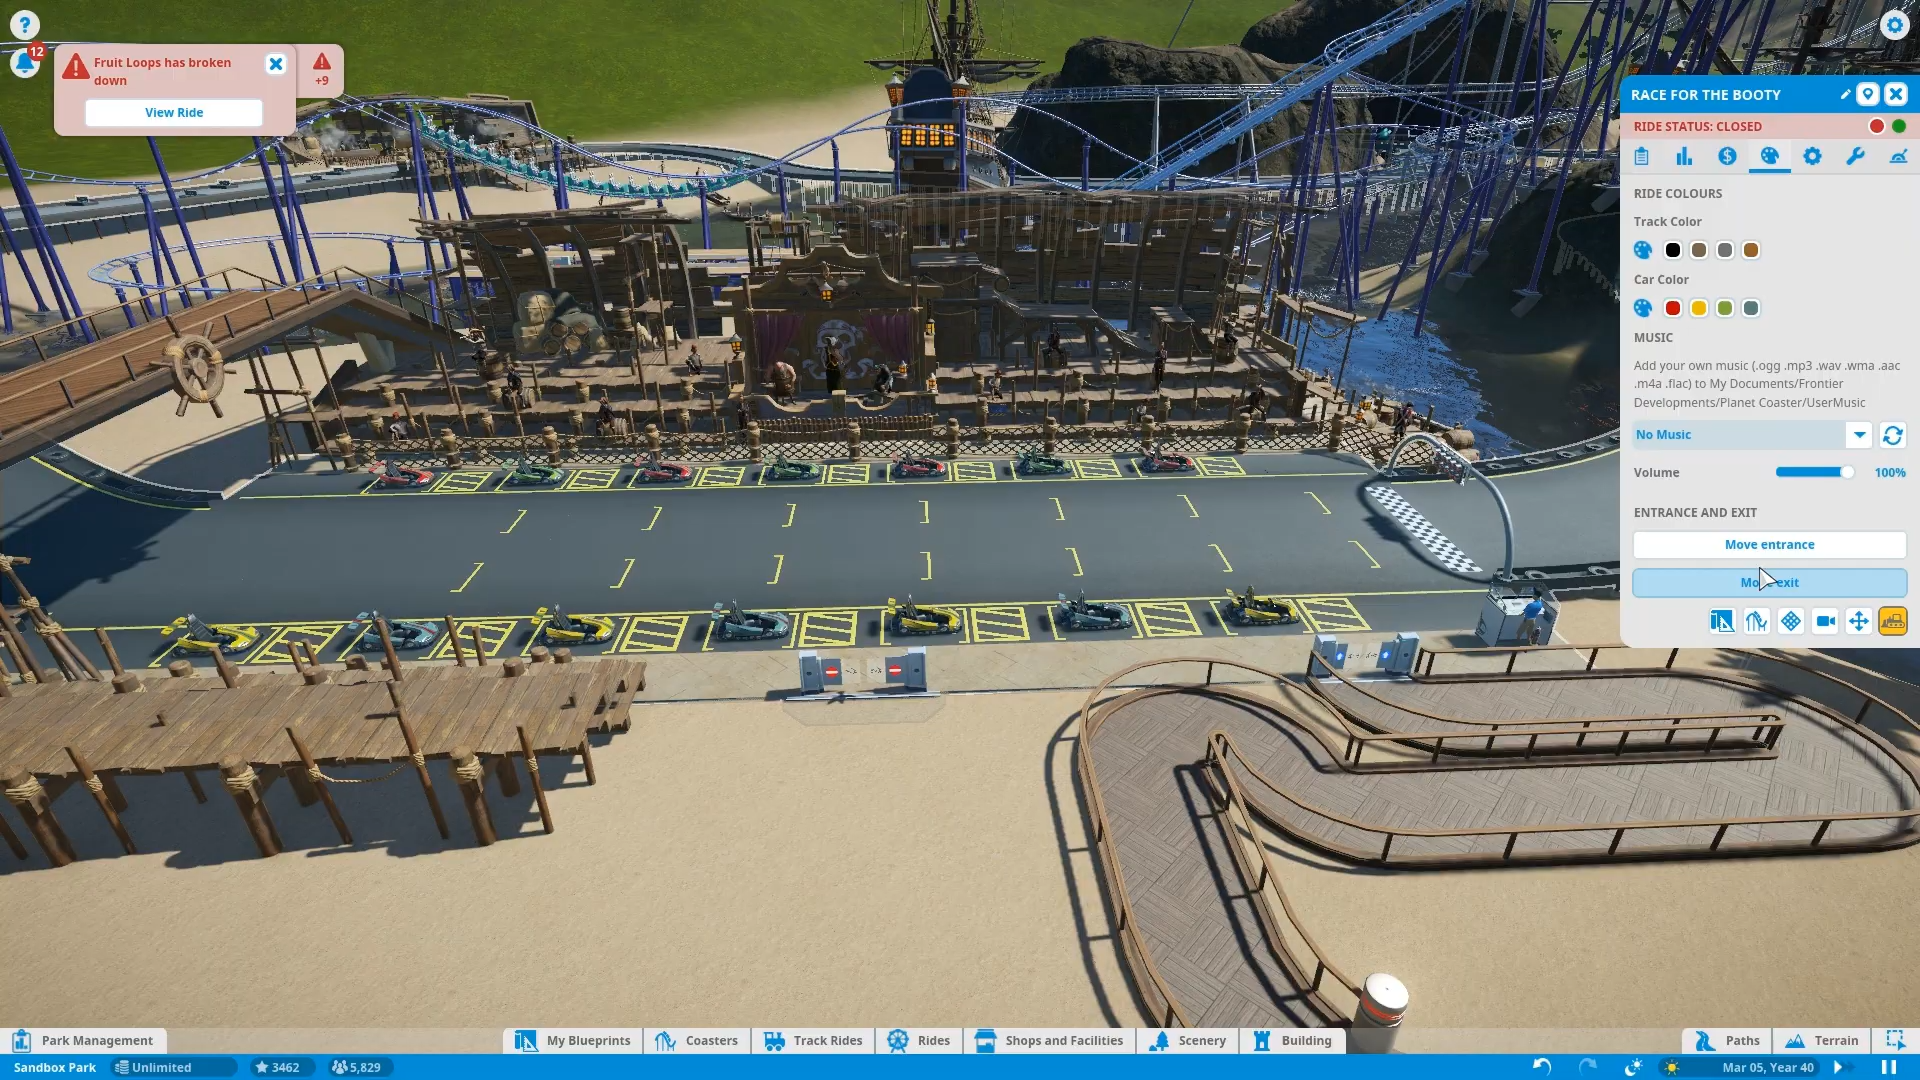 ?
12
Fruit Loops has broken
down
View Ride
+9
RACE FOR THE BOOTY
RIDE STATUS: CLOSED
RIDE COLOURS
Track Color
Car Color
MUSIC
Add your own music (.ogg .mp3 .wav .wma .aac
.m4a .flac) to My Documents/Frontier
Developments/Planet Coaster/UserMusic
No Music
Volume 100%
ENTRANCE AND EXIT
Move entrance
Move exit
Park Management
My Blueprints
Coasters
Track Rides
Rides
Shops and Facilities
Scenery
Building
Paths
Terrain
Sandbox Park
Unlimited
3462
5,829
Mar 05, Year 40